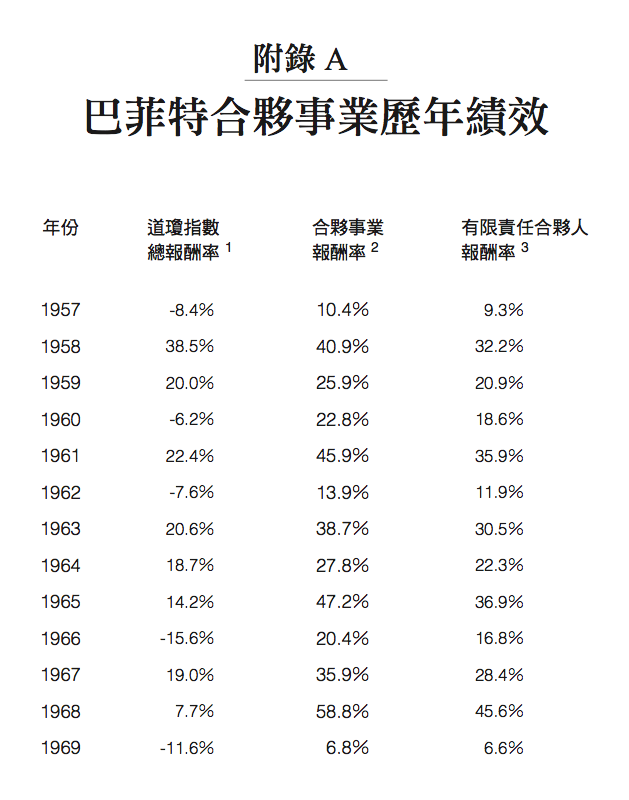 附錄 A
巴菲特合夥事業歷年績效
年份 道瓊指數 合夥事業 有限責任合夥人
總報酬率 1 報酬率 2 報酬率 3
1957 -8.4% 10.4% 9.3%
1958 38.5% 40.9% 32.2%
1959 20.0% 25.9% 20.9%
1960 -6.2% 22.8% 18.6%
1961 22.4% 45.9% 35.9%
1962 -7.6% 13.9% 11.9%
1963 20.6% 38.7% 30.5%
1964 18.7% 27.8% 22.3%
1965 14.2% 47.2% 36.9%
1966 -15.6% 20.4% 16.8%
1967 19.0% 35.9% 28.4%
1968 7.7% 58.8% 45.6%
1969 -11.6% 6.8% 6.6%